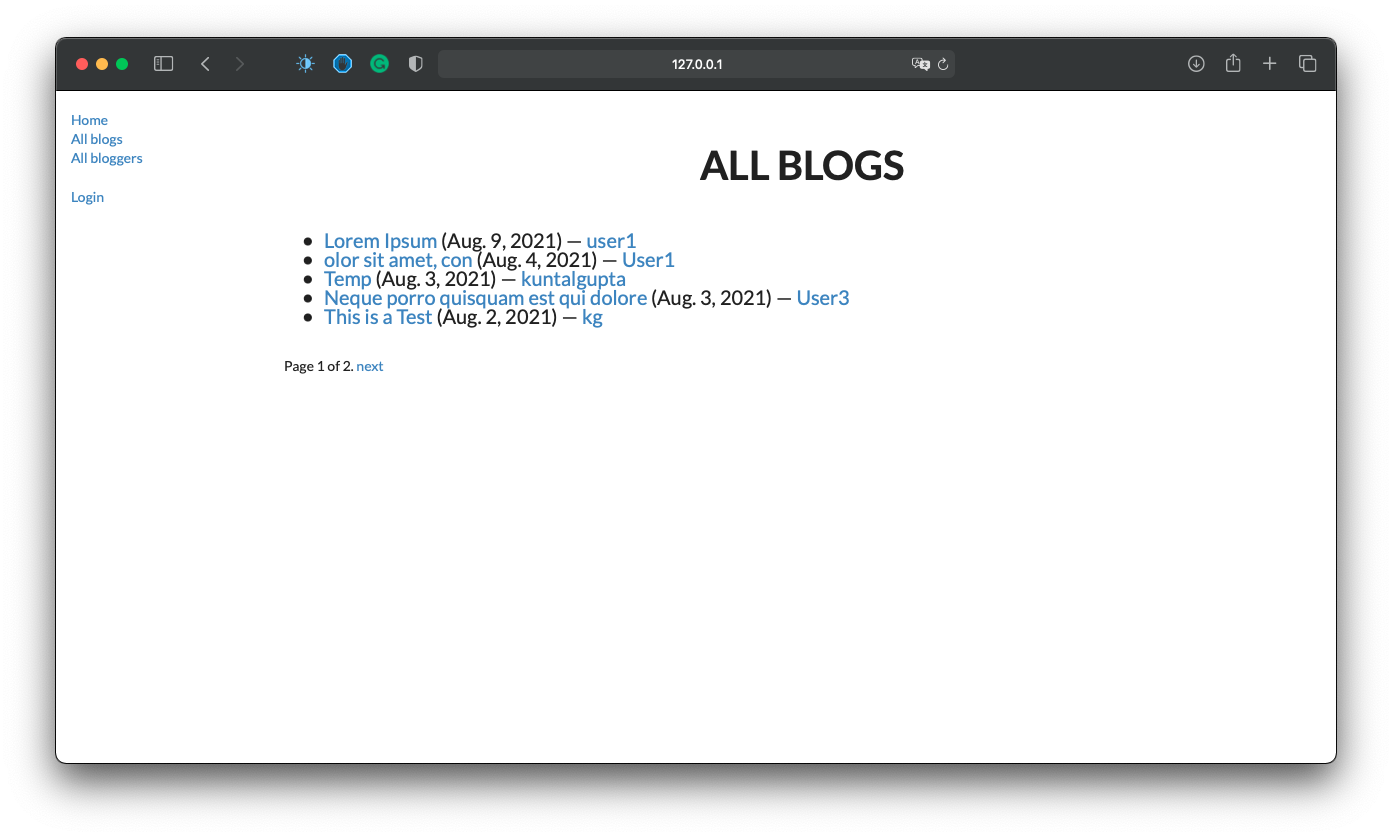 127.0.0.1
Home
All blogs
All bloggers
Login
ALL BLOGS
Lorem Ipsum (Aug. 9, 2021) — user1
olor sit amet, con (Aug. 4, 2021) — User1
Temp (Aug. 3, 2021) — kuntalgupta
Neque porro quisquam est qui dolore (Aug. 3, 2021) — User3
This is a Test (Aug. 2, 2021) — kg
Page 1 of 2. next